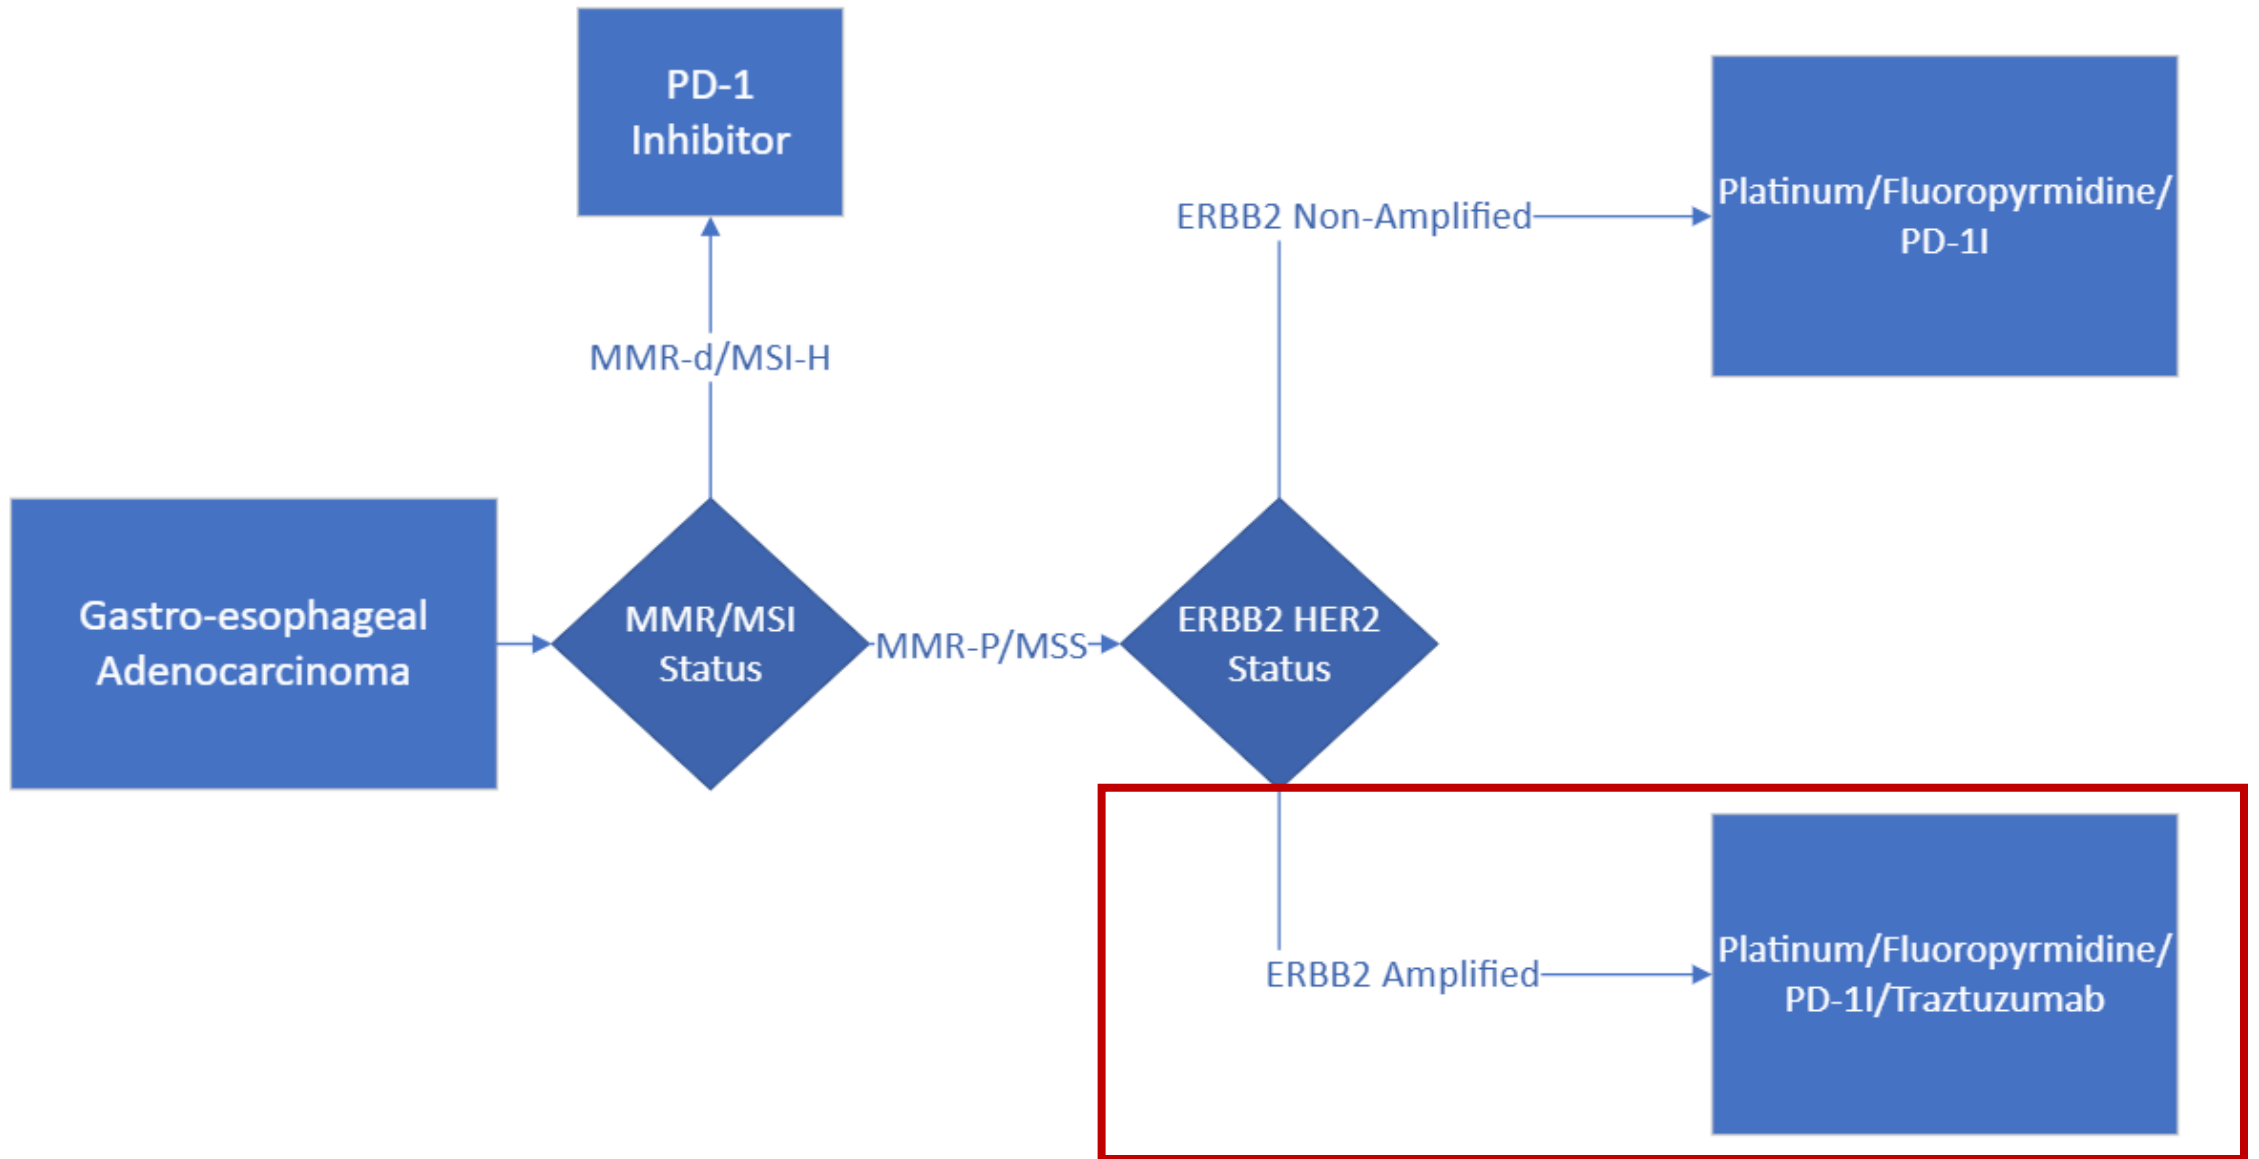 PD-1
Inhibitor
MMR-d/MSI-H
Gastro-esophageal
Adenocarcinoma
MMR/MSI
Status
MMR-P/MSS
ERBB2 HER2
Status
ERBB2 Non-Amplified
Platinum/Fluoropyrmidine/
PD-1I
ERBB2 Amplified
Platinum/Fluoropyrmidine/
PD-1I/Traztuzumab